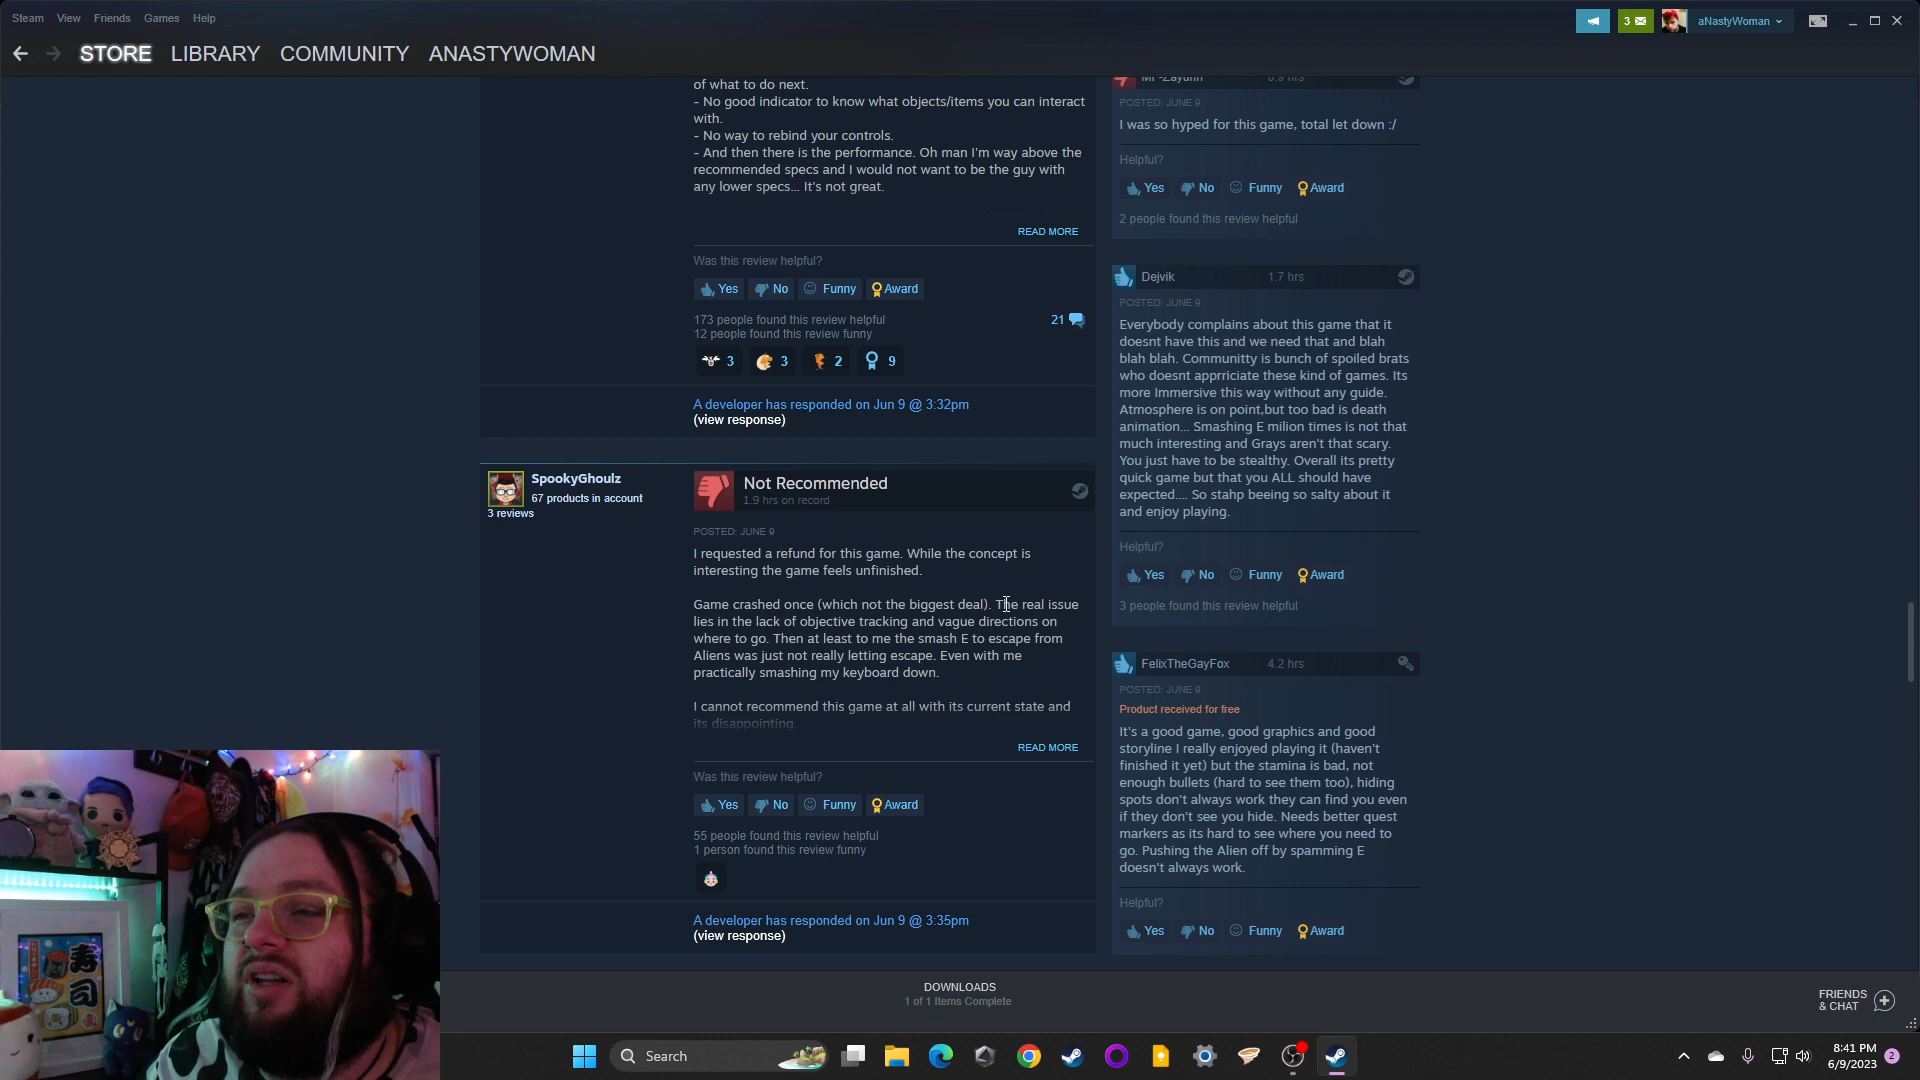 Steam View Friends Games Help
3
aNastyWoman
STORE LIBRARY COMMUNITY ANASTYWOMAN
of what to do next.
- No good indicator to know what objects/items you can interact
with.
- No way to rebind your controls.
- And then there is the performance. Oh man I'm way above the
recommended specs and I would not want to be the guy with
any lower specs... It's not great.
READ MORE
Was this review helpful?
Yes No Funny Award
173 people found this review helpful
12 people found this review funny
21
3 3 2 9
A developer has responded on Jun 9 @ 3:32pm
(view response)
SpookyGhoulz
67 products in account
3 reviews
Not Recommended
1.9 hrs on record
POSTED: JUNE 9
I requested a refund for this game. While the concept is
interesting the game feels unfinished.
Game crashed once (which not the biggest deal). The real issue
lies in the lack of objective tracking and vague directions on
where to go. Then at least to me the smash E to escape from
Aliens was just not really letting escape. Even with me
practically smashing my keyboard down.
I cannot recommend this game at all with its current state and
its disappointing.
READ MORE
Was this review helpful?
Yes No Funny Award
55 people found this review helpful
1 person found this review funny
A developer has responded on Jun 9 @ 3:35pm
(view response)
POSTED: JUNE 9
I was so hyped for this game, total let down :/
Helpful?
Yes No Funny Award
2 people found this review helpful
Dejvik 1.7 hrs
POSTED: JUNE 9
Everybody complains about this game that it
doesnt have this and we need that and blah
blah blah. Communitty is bunch of spoiled brats
who doesnt apprriciate these kind of games. Its
more Immersive this way without any guide.
Atmosphere is on point,but too bad is death
animation... Smashing E milion times is not that
much interesting and Grays aren't that scary.
You just have to be stealthy. Overall its pretty
quick game but that you ALL should have
expected.... So stahp beeing so salty about it
and enjoy playing.
Helpful?
Yes No Funny Award
3 people found this review helpful
FelixTheGayFox 4.2 hrs
POSTED: JUNE 9
Product received for free
It's a good game, good graphics and good
storyline I really enjoyed playing it (haven't
finished it yet) but the stamina is bad, not
enough bullets (hard to see them too), hiding
spots don't always work they can find you even
if they don't see you hide. Needs better quest
markers as its hard to see where you need to
go. Pushing the Alien off by spamming E
doesn't always work.
Helpful?
Yes No Funny Award
寿
司
DOWNLOADS
1 of 1 Items Complete
FRIENDS
& CHAT
Search
8:41 PM
6/9/2023
2